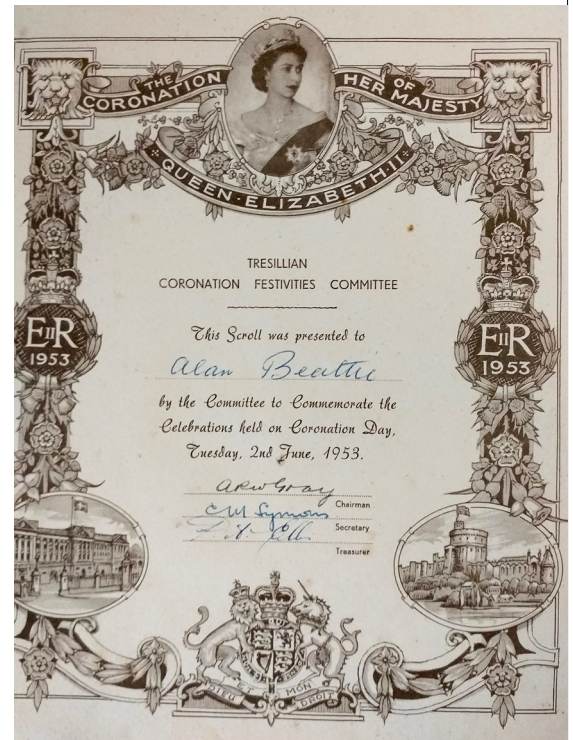 THE CORONATION OF HER MAJESTY
QUEEN·ELIZABETH·II
TRESILLIAN
CORONATION FESTIVITIES COMMITTEE
This Scroll was presented to
Alan Beattie
by the Committee to Commemorate the
Celebrations held on Coronation Day,
Tuesday, 2nd June, 1953.
Gray
Chairman
Symons
Secretary
Treasurer
EIIR
1953
EIIR
1953
DIEU ET MON DROIT